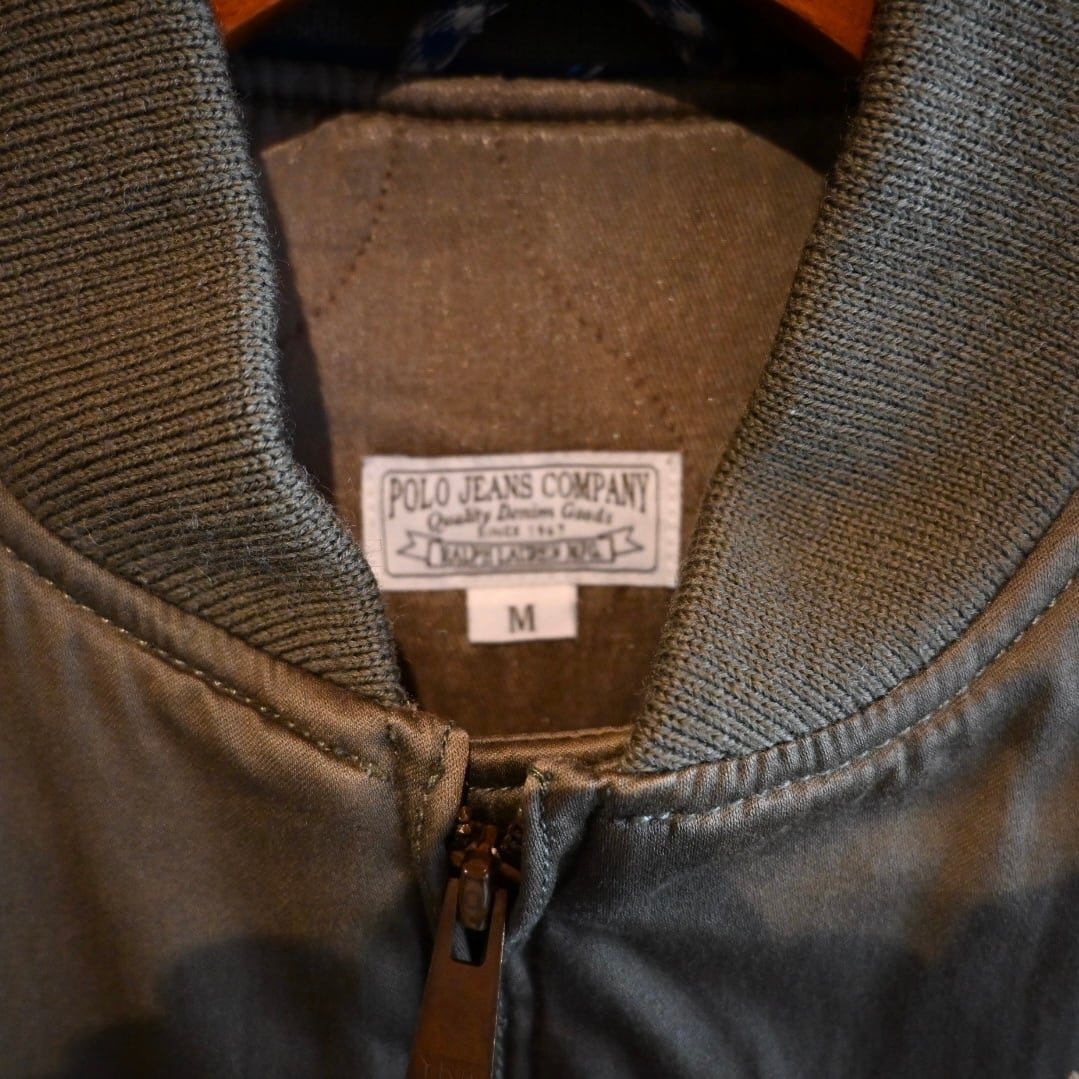 POLO JEANS COMPANY
Quality Denim Goods
SINCE 1967
RALPH LAUREN MFG.
M